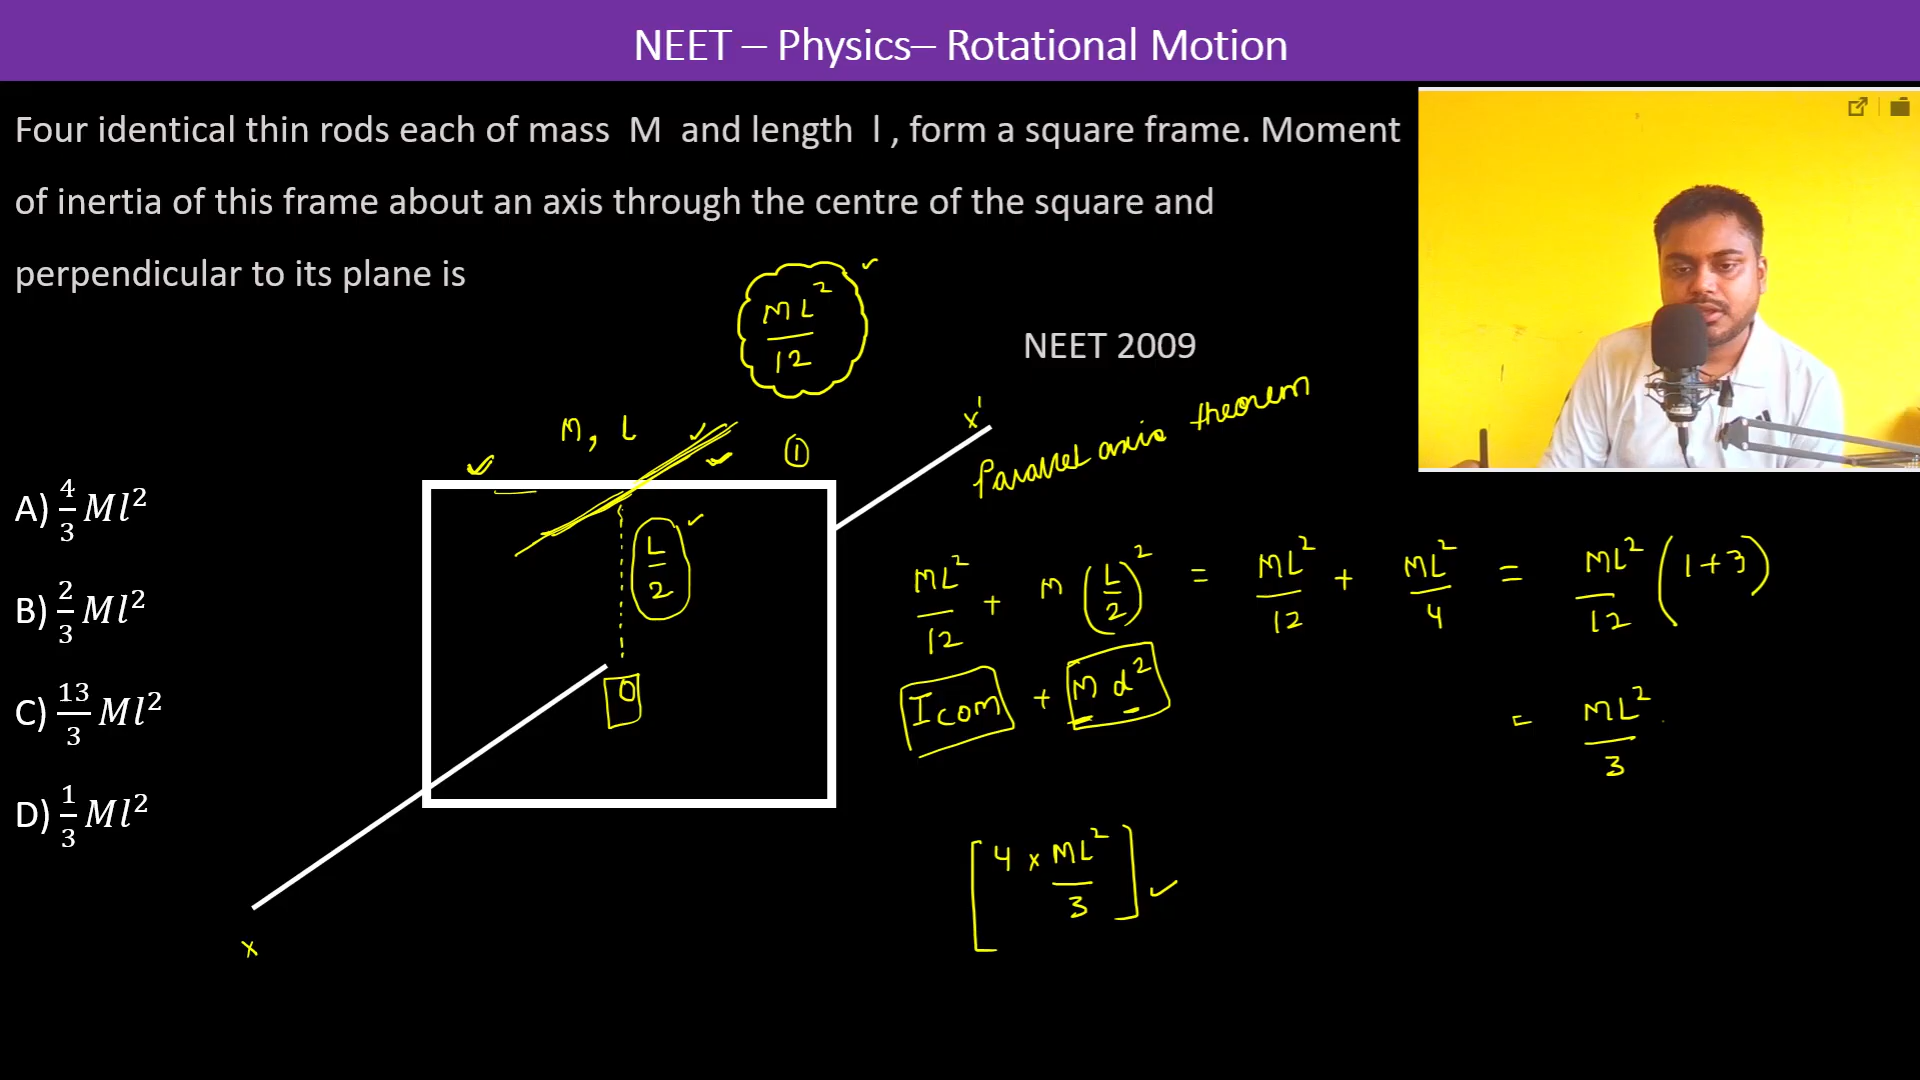 NEET – Physics– Rotational Motion
Four identical thin rods each of mass M and length l , form a square frame. Moment
of inertia of this frame about an axis through the centre of the square and
perpendicular to its plane is
ML²/12
NEET 2009
x'
Parallel axis theorem
M, L
①
A) 4/3 Ml²
B) 2/3 Ml²
C) 13/3 Ml²
D) 1/3 Ml²
L/2
O
x
ML²/12 + M (L/2)² = ML²/12 + ML²/4 = ML²/12 (1+3)
Icom + M d²
= ML²/3
[4 × ML²/3]